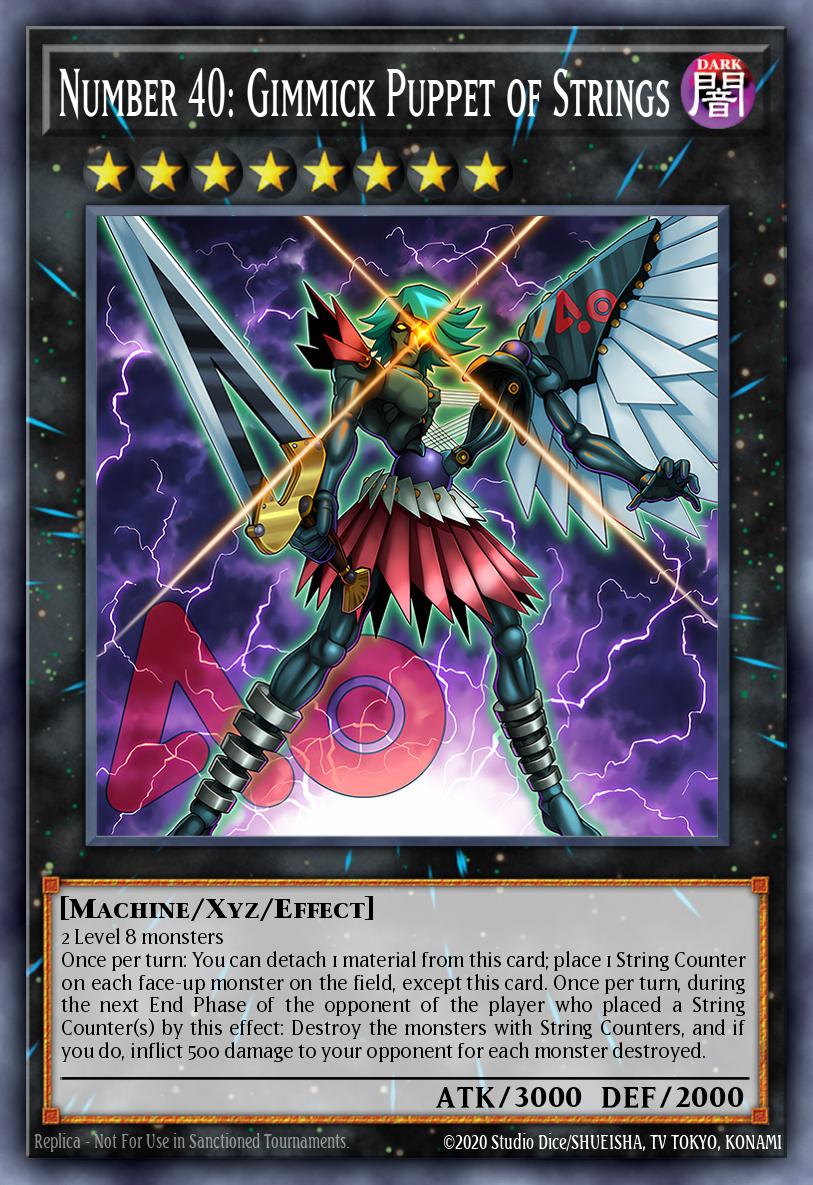 Number 40: Gimmick Puppet of Strings
DARK
闇
40
40
[Machine/Xyz/Effect]
2 Level 8 monsters
Once per turn: You can detach 1 material from this card; place 1 String Counter
on each face-up monster on the field, except this card. Once per turn, during
the next End Phase of the opponent of the player who placed a String
Counter(s) by this effect: Destroy the monsters with String Counters, and if
you do, inflict 500 damage to your opponent for each monster destroyed.
ATK/3000 DEF/2000
Replica - Not For Use in Sanctioned Tournaments.
©2020 Studio Dice/SHUEISHA, TV TOKYO, KONAMI